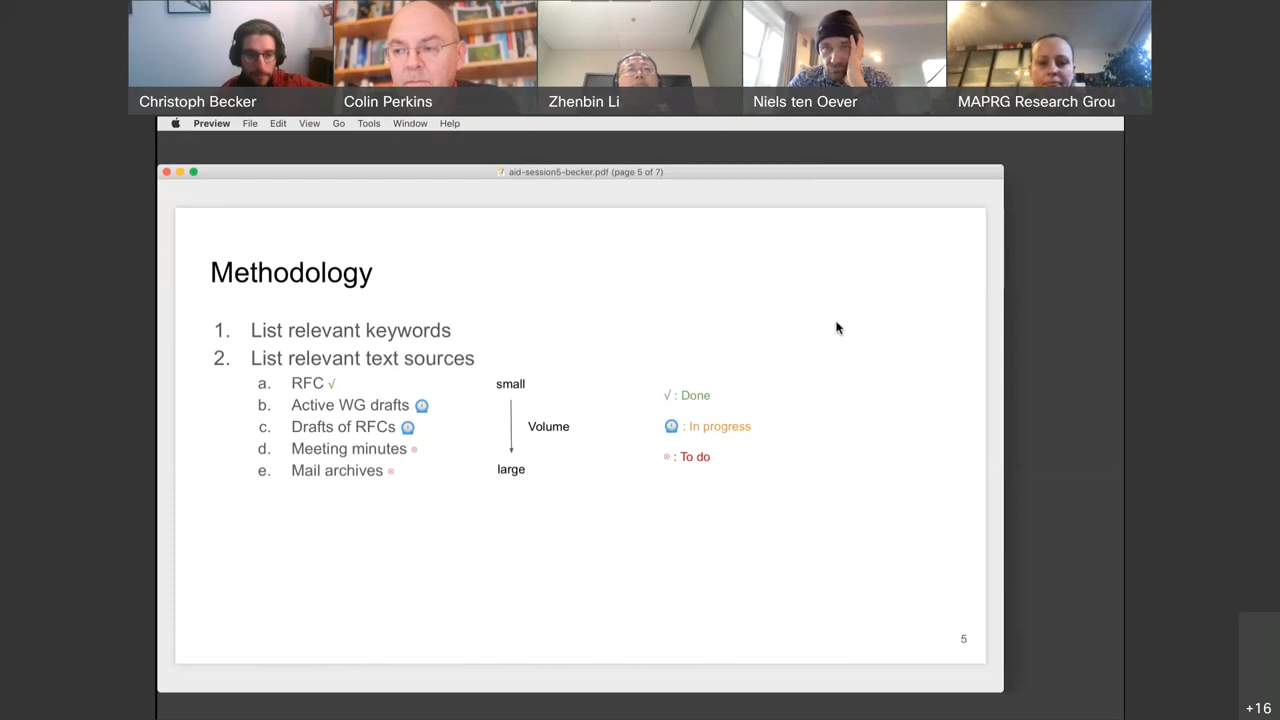 Christoph Becker
Colin Perkins
Zhenbin Li
Niels ten Oever
MAPRG Research Grou
Preview File Edit View Go Tools Window Help
aid-session5-becker.pdf (page 5 of 7)
Methodology
1. List relevant keywords
2. List relevant text sources
a. RFC √
b. Active WG drafts
c. Drafts of RFCs
d. Meeting minutes
e. Mail archives
small
Volume
large
√ : Done
: In progress
: To do
5
+16